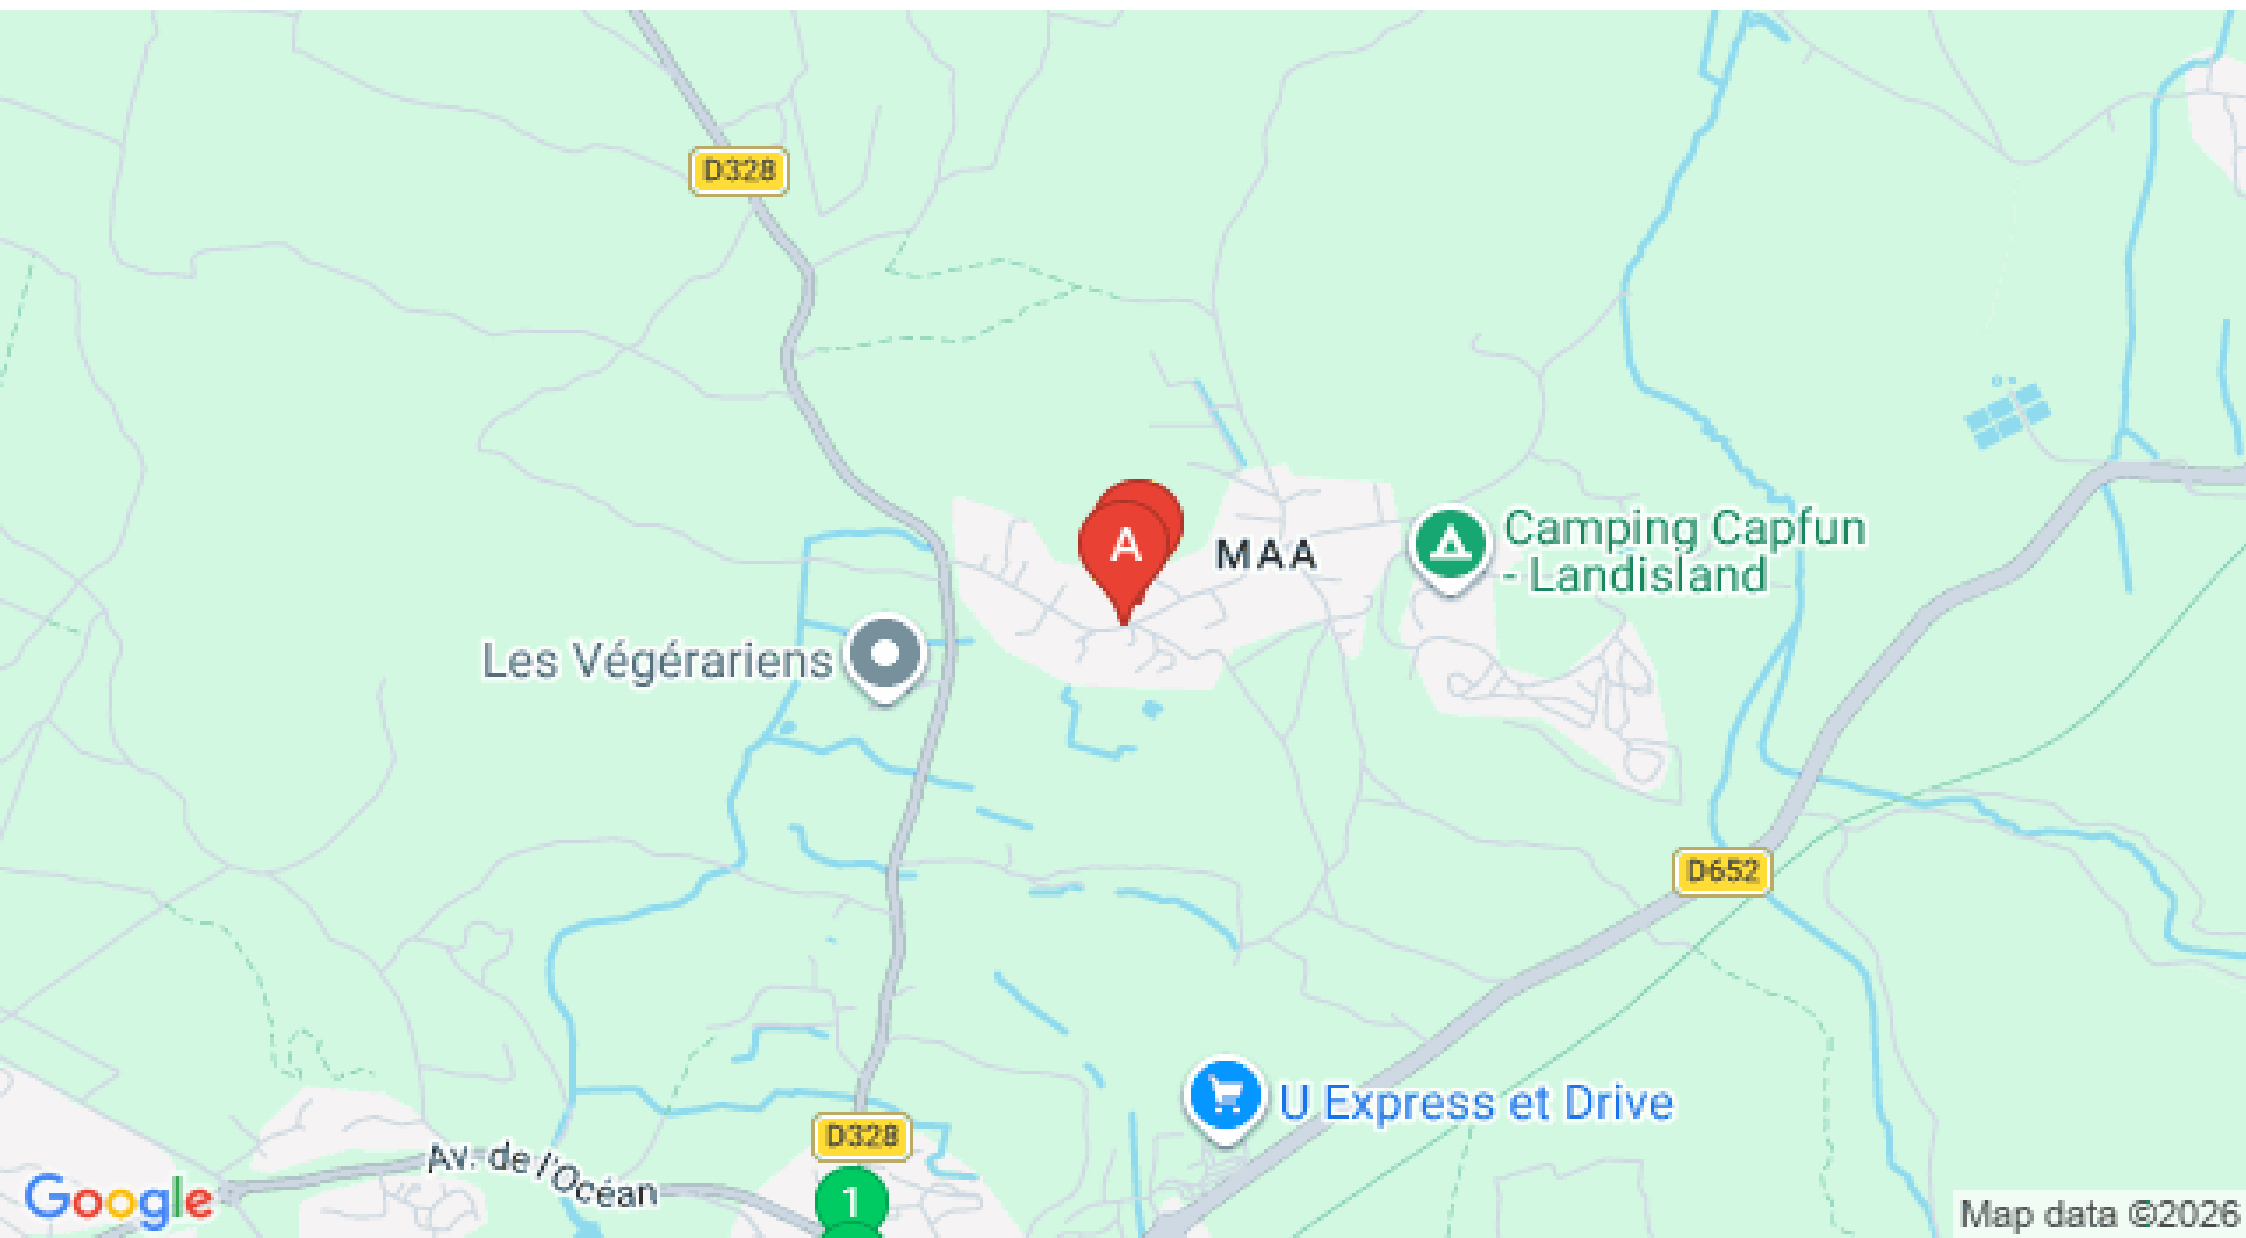 D328
A
MAA
Camping Capfun
- Landisland
Les Végérariens
D652
U Express et Drive
D328
Av. de l'Océan
1
Google
Map data ©2026